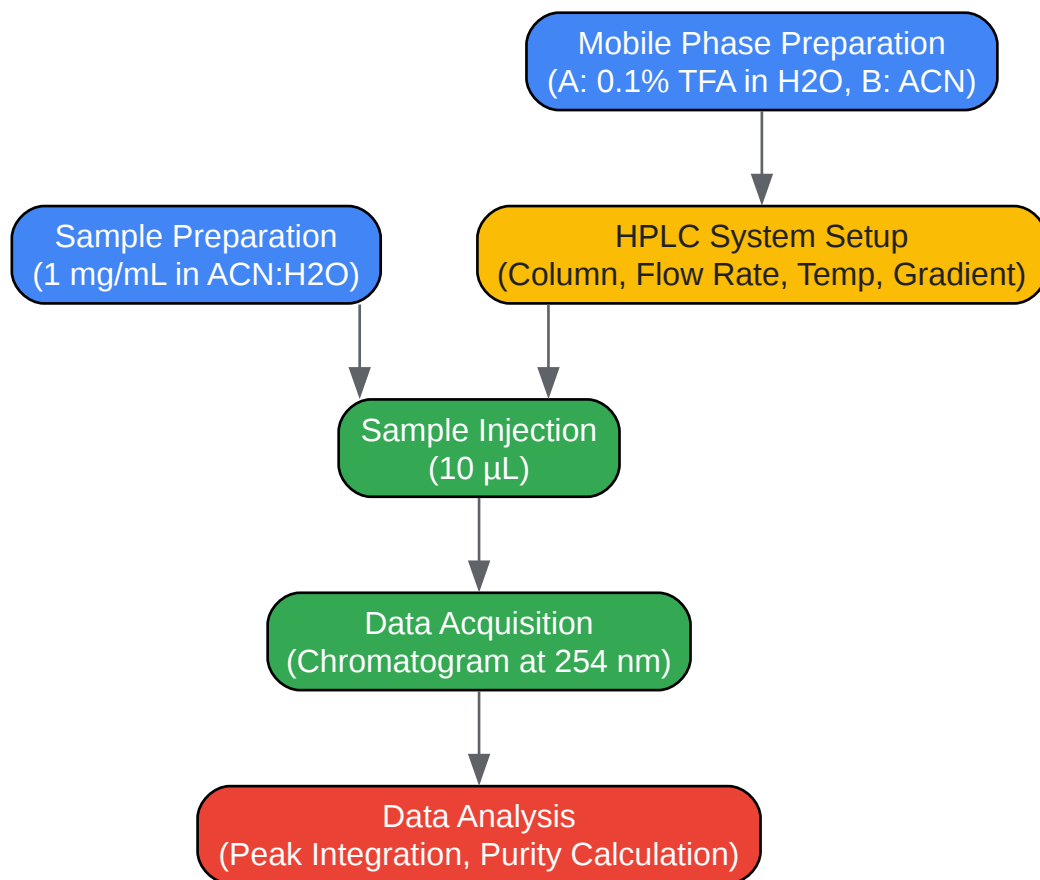 Mobile Phase Preparation
(A: 0.1% TFA in H2O, B: ACN)
Sample Preparation
(1 mg/mL in ACN:H2O)
HPLC System Setup
(Column, Flow Rate, Temp, Gradient)
Sample Injection
(10 µL)
Data Acquisition
(Chromatogram at 254 nm)
Data Analysis
(Peak Integration, Purity Calculation)